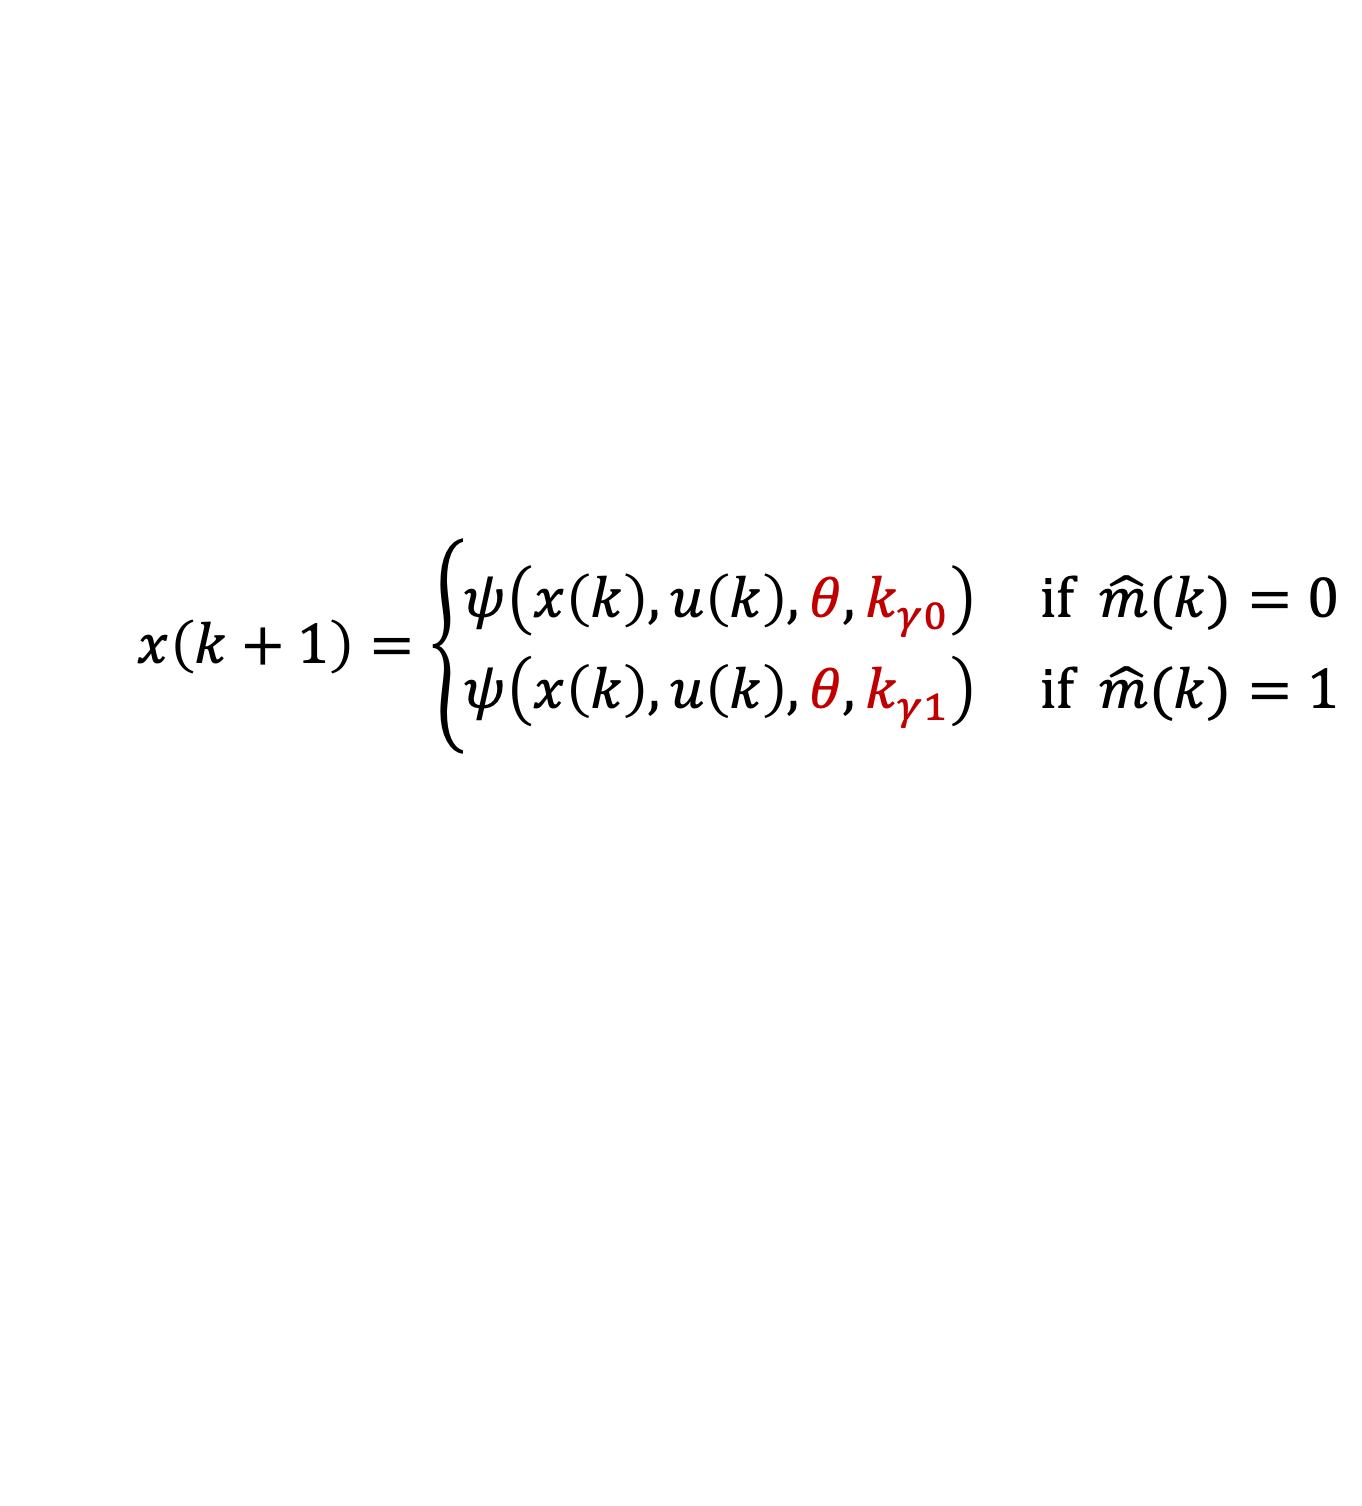 x(k + 1) = {
ψ(x(k), u(k), θ, k_γ0) if m̂(k) = 0
ψ(x(k), u(k), θ, k_γ1) if m̂(k) = 1